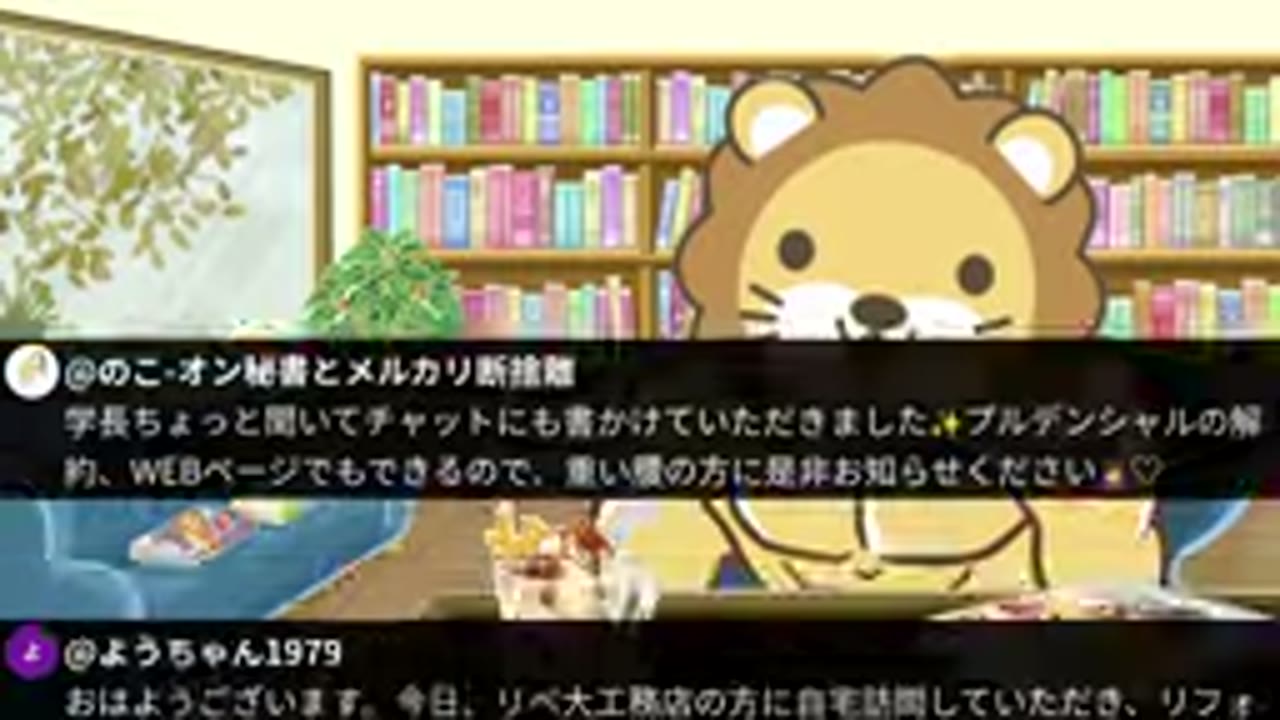 @のこ-オン秘書とメルカリ断捨離
学長ちょっと聞いてチャットにも書かけていただきました✨プルデンシャルの解
約、WEBページでもできるので、重い腰の方に是非お知らせください♡
よ
@ようちゃん1979
おはようございます。今日、リベ大工務店の方に自宅訪問していただき、リフォ